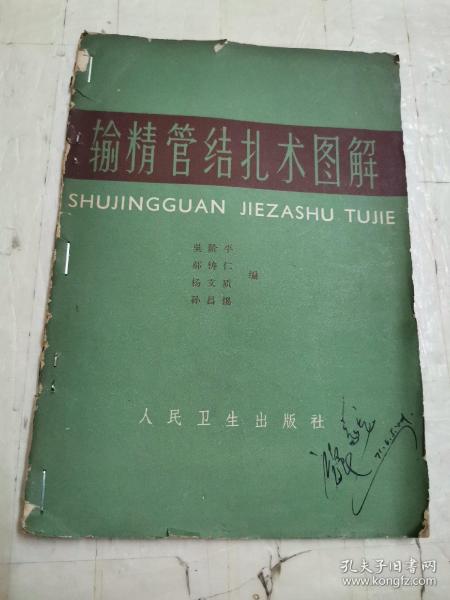 输精管结扎术图解
SHUJINGGUAN JIEZASHU TUJIE
吴阶平
郝铸仁
杨文质
孙昌惕
编
人民卫生出版社
孔夫子旧书网
www.kongfz.com